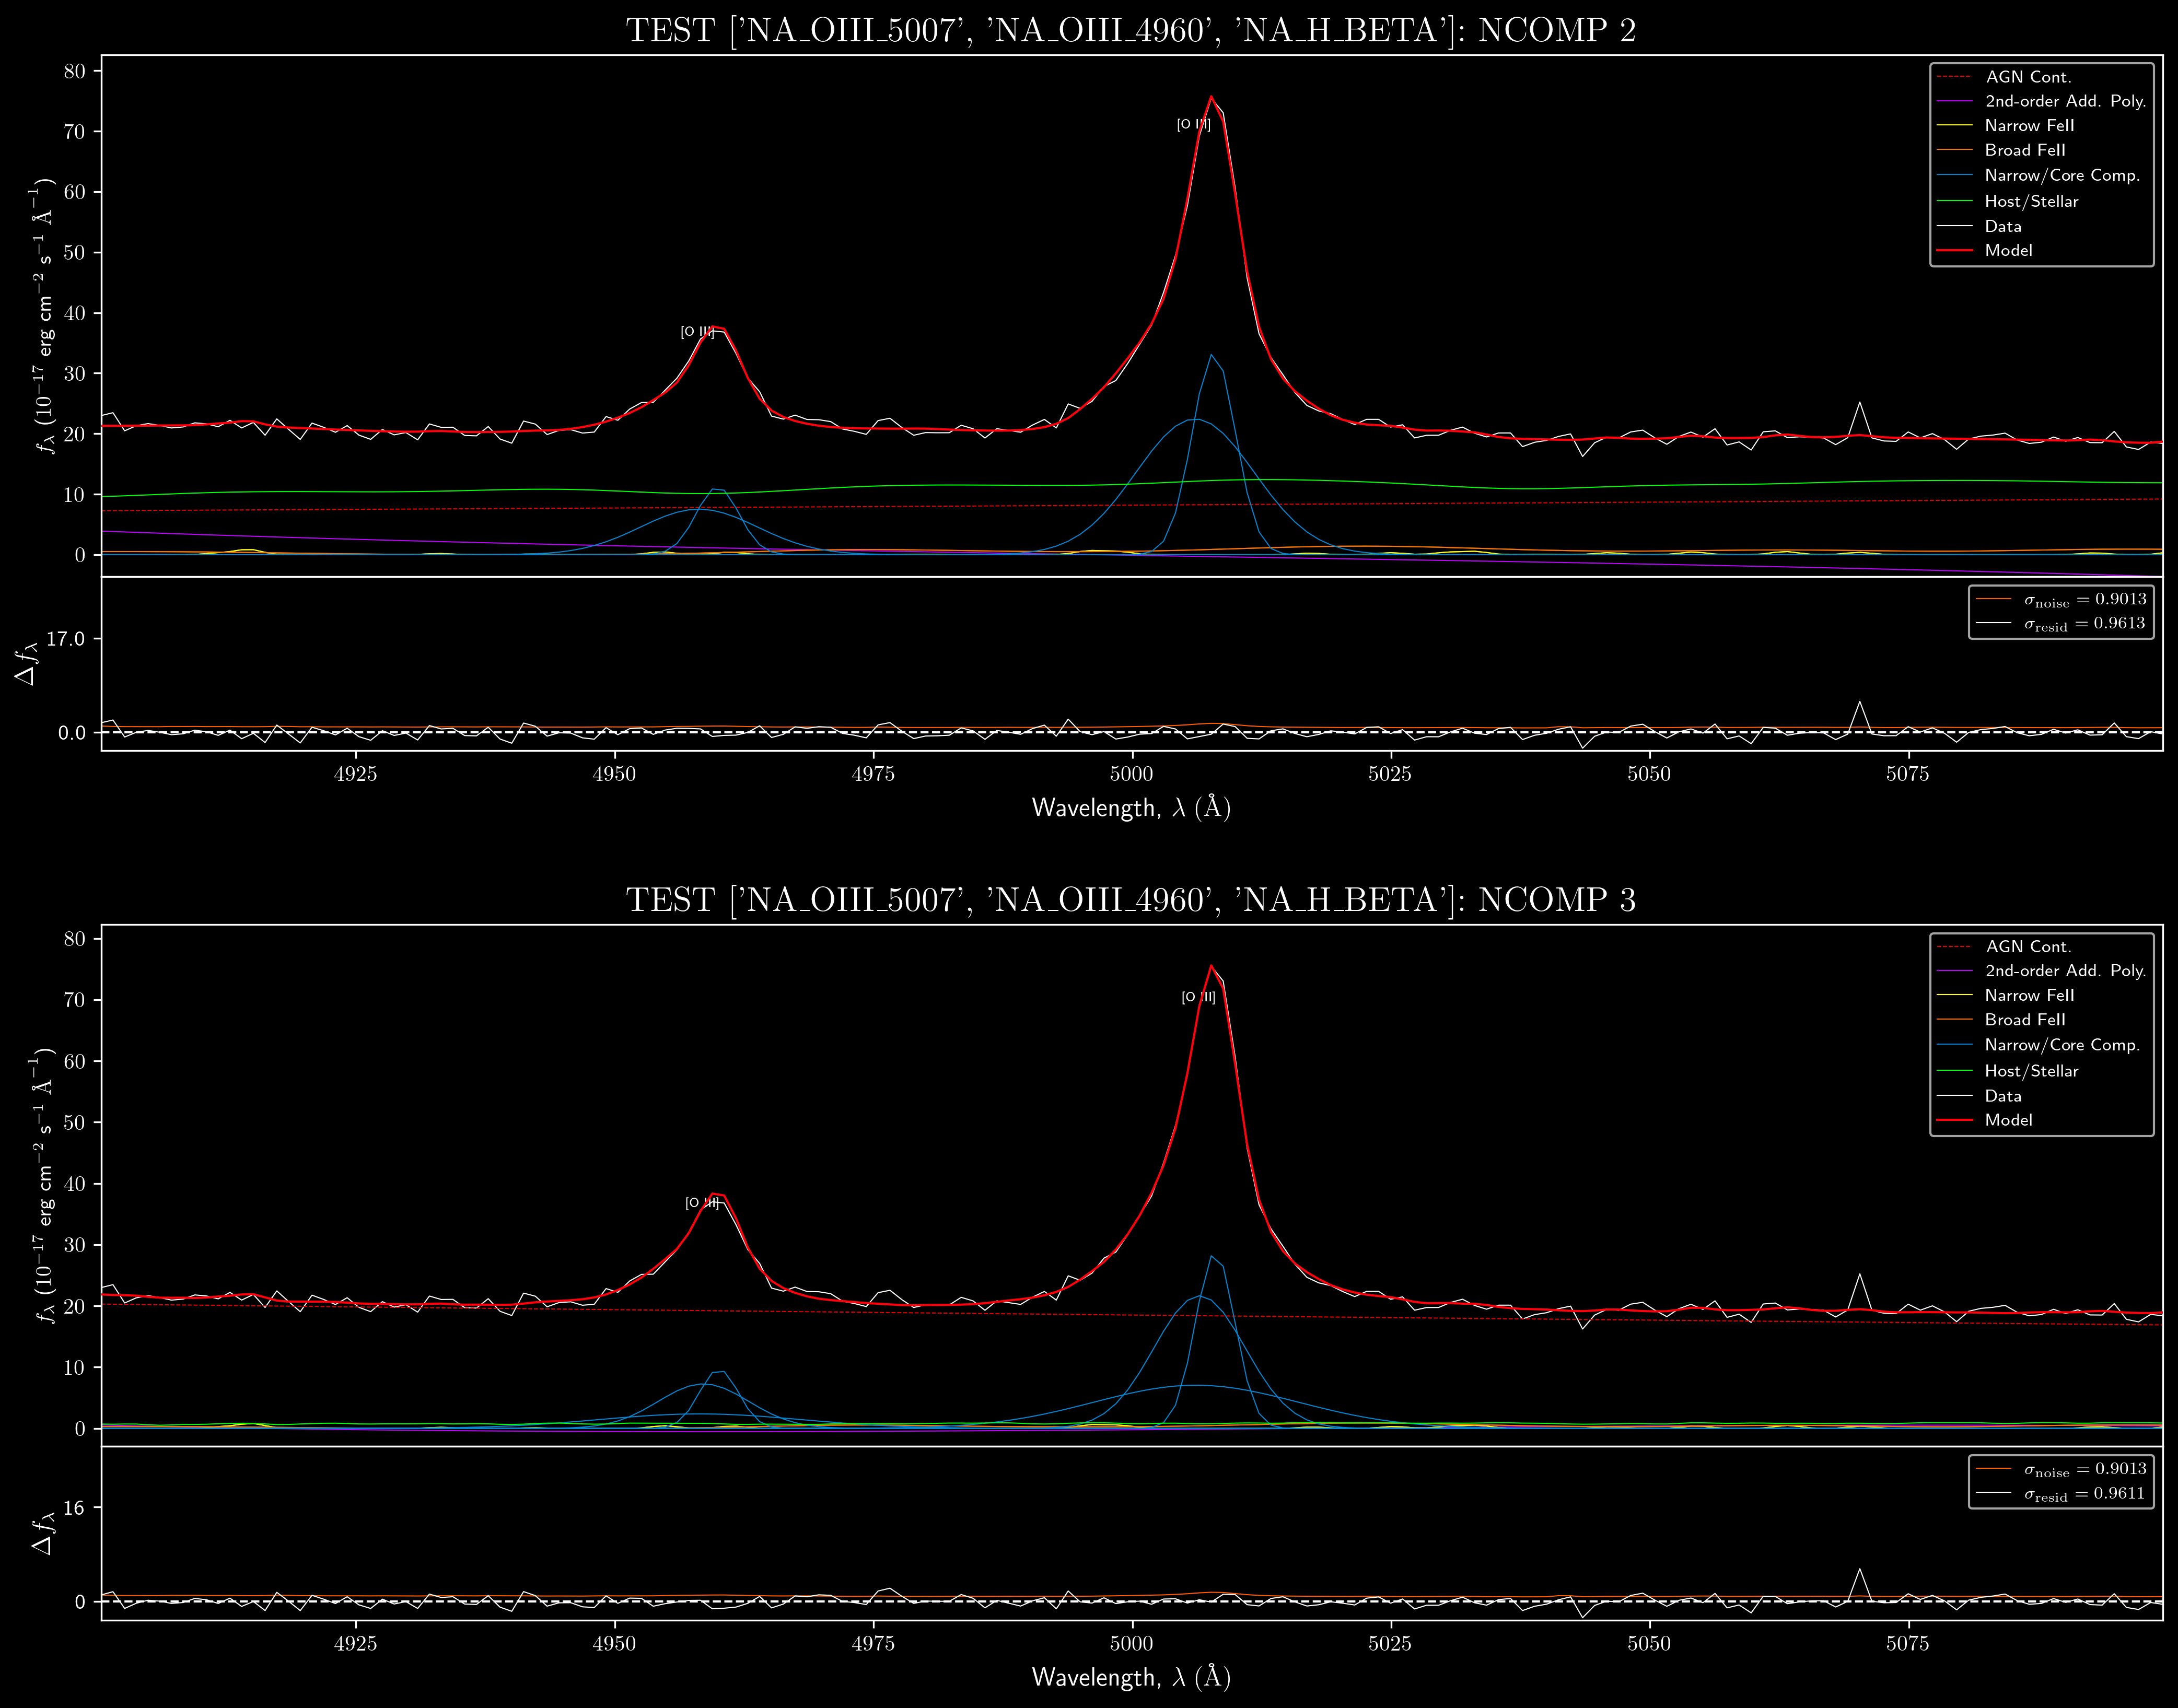 TEST ['NA_OIII_5007', 'NA_OIII_4960', 'NA_H_BETA']: NCOMP 2
80
70
60
50
40
30
20
10
0
fλ (10−17 erg cm−2 s−1 Å−1)
[O III]
[O III]
AGN Cont.
2nd-order Add. Poly.
Narrow FeII
Broad FeII
Narrow/Core Comp.
Host/Stellar
Data
Model
17.0
0.0
Δfλ
σnoise = 0.9013
σresid = 0.9613
4925 4950 4975 5000 5025 5050 5075
Wavelength, λ (Å)
TEST ['NA_OIII_5007', 'NA_OIII_4960', 'NA_H_BETA']: NCOMP 3
80
70
60
50
40
30
20
10
0
fλ (10−17 erg cm−2 s−1 Å−1)
[O III]
[O III]
AGN Cont.
2nd-order Add. Poly.
Narrow FeII
Broad FeII
Narrow/Core Comp.
Host/Stellar
Data
Model
16
0
Δfλ
σnoise = 0.9013
σresid = 0.9611
4925 4950 4975 5000 5025 5050 5075
Wavelength, λ (Å)